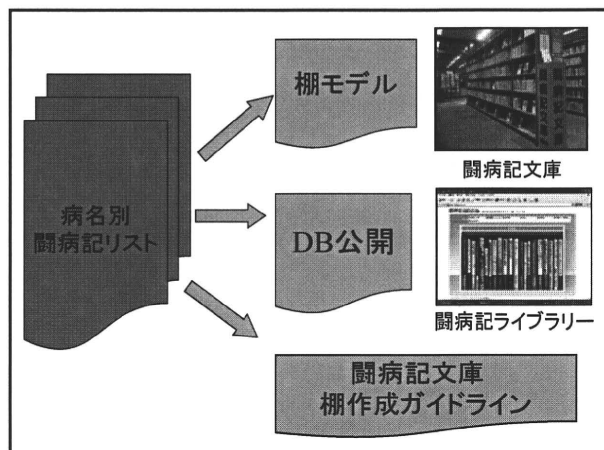 病名別
闘病記リスト
棚モデル
闘病記文庫
DB公開
闘病記ライブラリー
闘病記文庫
棚作成ガイドライン